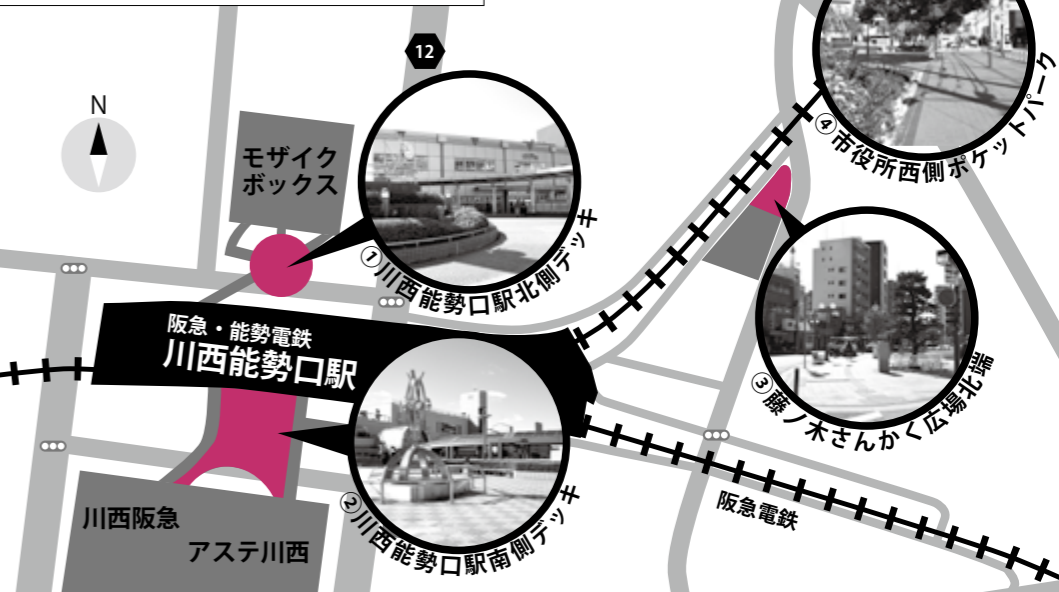 12
N
モザイク
ボックス
①川西能勢口駅北側デッキ
④市役所西側ポケットパーク
阪急・能勢電鉄
川西能勢口駅
③藤ノ木さんかく広場北端
②川西能勢口駅南側デッキ
川西阪急
アステ川西
阪急電鉄